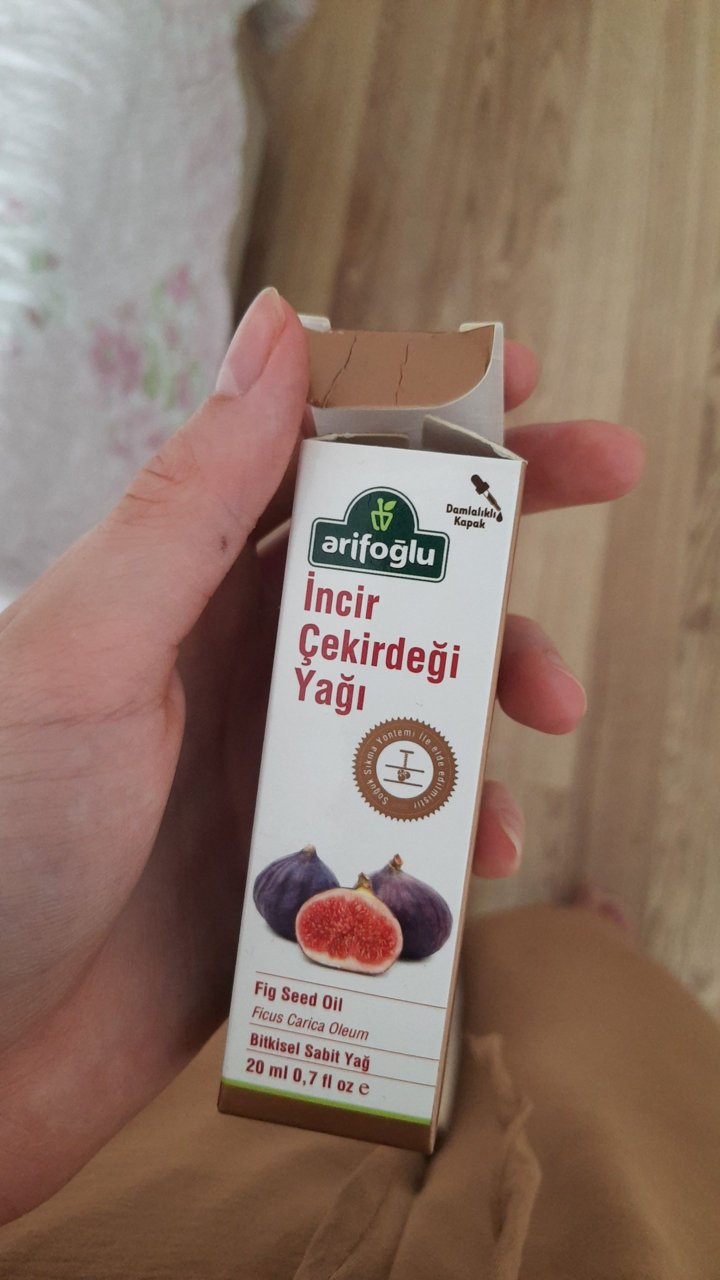 Damlalıklı
Kapak
arifoğlu
İncir
Çekirdeği
Yağı
Soğuk Sıkma Yöntemi ile elde edilmiştir
Fig Seed Oil
Ficus Carica Oleum
Bitkisel Sabit Yağ
20 ml 0,7 fl oz e